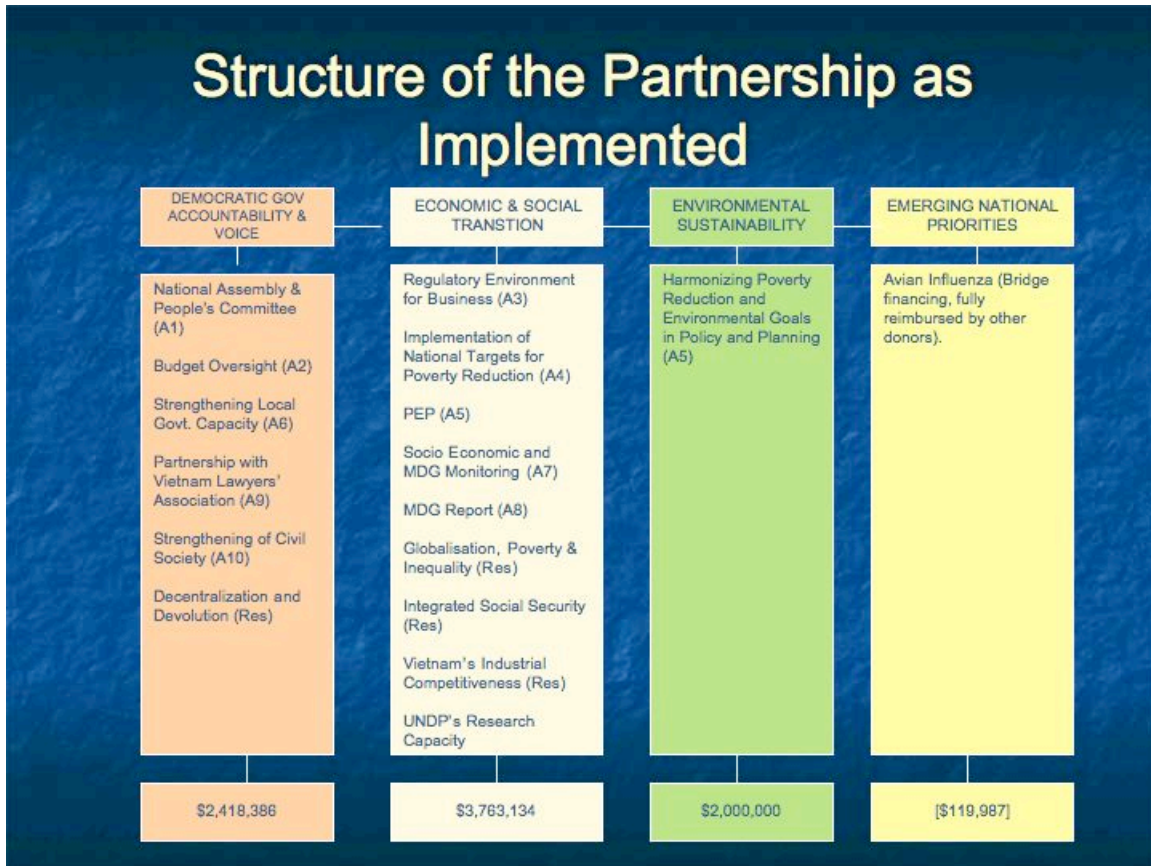 Structure of the Partnership as
Implemented
DEMOCRATIC GOV
ACCOUNTABILITY &
VOICE
National Assembly &
People's Committee
(A1)
Budget Oversight (A2)
Strengthening Local
Govt. Capacity (A6)
Partnership with
Vietnam Lawyers'
Association (A9)
Strengthening of Civil
Society (A10)
Decentralization and
Devolution (Res)
$2,418,386
ECONOMIC & SOCIAL
TRANSTION
Regulatory Environment
for Business (A3)
Implementation of
National Targets for
Poverty Reduction (A4)
PEP (A5)
Socio Economic and
MDG Monitoring (A7)
MDG Report (A8)
Globalisation, Poverty &
Inequality (Res)
Integrated Social Security
(Res)
Vietnam's Industrial
Competitiveness (Res)
UNDP's Research
Capacity
$3,763,134
ENVIRONMENTAL
SUSTAINABILITY
Harmonizing Poverty
Reduction and
Environmental Goals
in Policy and Planning
(A5)
$2,000,000
EMERGING NATIONAL
PRIORITIES
Avian Influenza (Bridge
financing, fully
reimbursed by other
donors).
[$119,987]